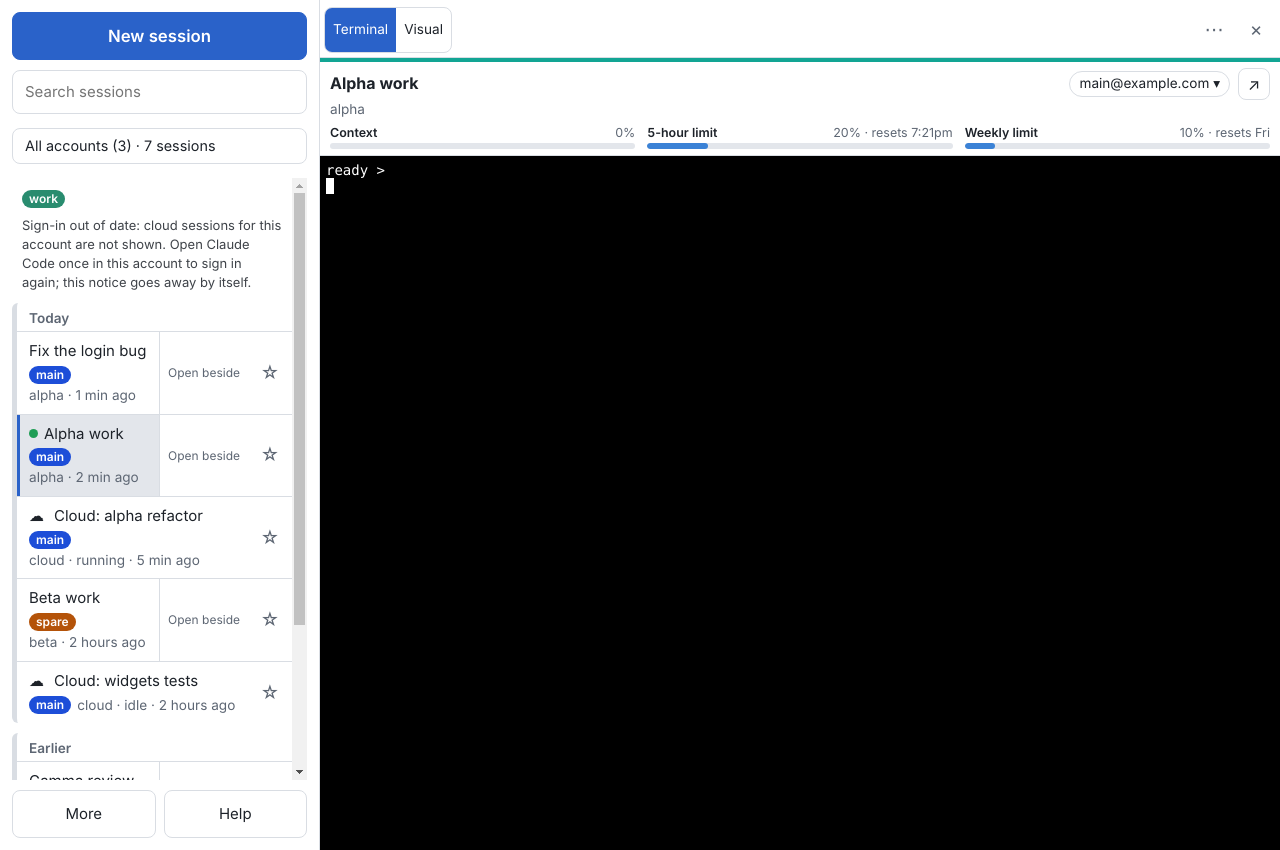 New session
Search sessions
All accounts (3) · 7 sessions
work
Sign-in out of date: cloud sessions for this
account are not shown. Open Claude
Code once in this account to sign in
again; this notice goes away by itself.
Today
Fix the login bug
main
alpha · 1 min ago
Open beside
Alpha work
main
alpha · 2 min ago
Open beside
Cloud: alpha refactor
main
cloud · running · 5 min ago
Beta work
spare
beta · 2 hours ago
Open beside
Cloud: widgets tests
main cloud · idle · 2 hours ago
Earlier
Gamma review
More Help
Terminal Visual
Alpha work
main@example.com ▾
alpha
Context 0%
5-hour limit 20% · resets 7:21pm
Weekly limit 10% · resets Fri
ready >